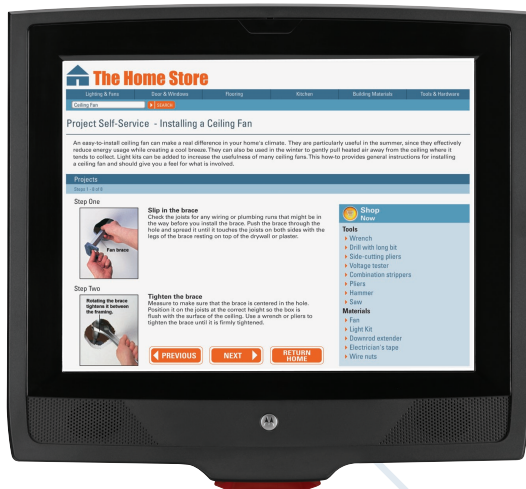 The Home Store
Lighting & Fans Door & Windows Flooring Kitchen Building Materials Tools & Hardware
Ceiling Fan SEARCH
Project Self-Service - Installing a Ceiling Fan
An easy-to-install ceiling fan can make a real difference in your home's climate. They are particularly useful in the summer, since they effectively
reduce energy usage while creating a cool breeze. They can also be used in the winter to gently pull heated air away from the ceiling where it
tends to collect. Light kits can be added to increase the usefulness of many ceiling fans. This how-to provides general instructions for installing
a ceiling fan and should give you a feel for what is involved.
Projects
Steps 1 - 8 of 8
Step One
Fan brace
Slip in the brace
Check the joists for any wiring or plumbing runs that might be in
the way before you install the brace. Push the brace through the
hole and spread it until it touches the joists on both sides with the
legs of the brace resting on top of the drywall or plaster.
Step Two
Rotating the brace
tightens it between
the framing.
Tighten the brace
Measure to make sure that the brace is centered in the hole.
Position it on the joists at the correct height so the box is
flush with the surface of the ceiling. Use a wrench or pliers to
tighten the brace until it is firmly tightened.
PREVIOUS
NEXT
RETURN
HOME
Shop
Now
Tools
Wrench
Drill with long bit
Side-cutting pliers
Voltage tester
Combination strippers
Pliers
Hammer
Saw
Materials
Fan
Light Kit
Downrod extender
Electrician's tape
Wire nuts